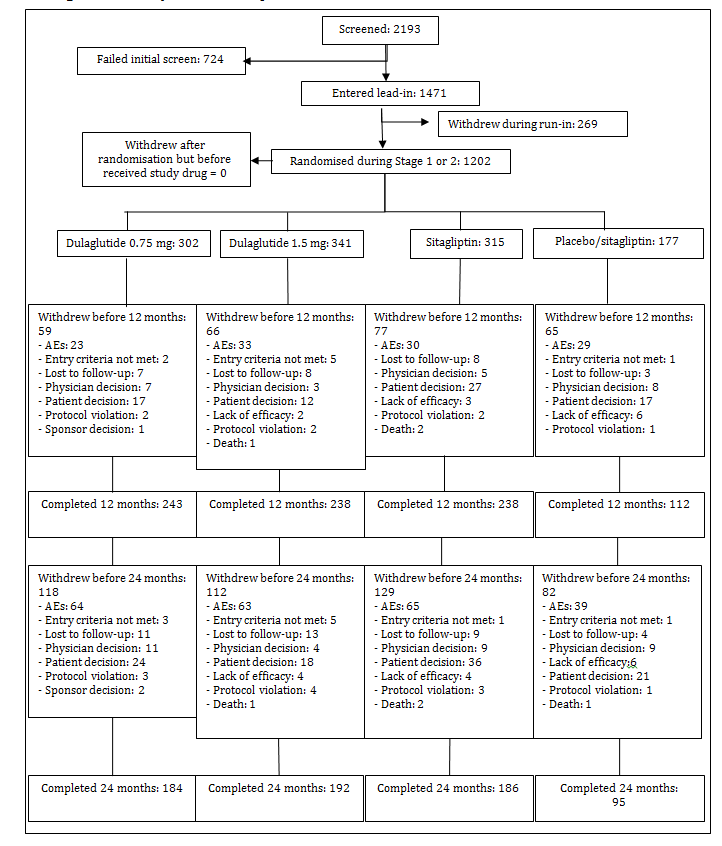 Screened: 2193
Failed initial screen: 724
Entered lead-in: 1471
Withdrew during run-in: 269
Withdrew after
randomisation but before
received study drug = 0
Randomised during Stage 1 or 2: 1202
Dulaglutide 0.75 mg: 302
Dulaglutide 1.5 mg: 341
Sitagliptin: 315
Placebo/sitagliptin: 177
Withdrew before 12 months:
59
- AEs: 23
- Entry criteria not met: 2
- Lost to follow-up: 7
- Physician decision: 7
- Patient decision: 17
- Protocol violation: 2
- Sponsor decision: 1
Withdrew before 12 months:
66
- AEs: 33
- Entry criteria not met: 5
- Lost to follow-up: 8
- Physician decision: 3
- Patient decision: 12
- Lack of efficacy: 2
- Protocol violation: 2
- Death: 1
Withdrew before 12 months:
77
- AEs: 30
- Lost to follow-up: 8
- Physician decision: 5
- Patient decision: 27
- Lack of efficacy: 3
- Protocol violation: 2
- Death: 2
Withdrew before 12 months:
65
- AEs: 29
- Entry criteria not met: 1
- Lost to follow-up: 3
- Physician decision: 8
- Patient decision: 17
- Lack of efficacy: 6
- Protocol violation: 1
Completed 12 months: 243
Completed 12 months: 238
Completed 12 months: 238
Completed 12 months: 112
Withdrew before 24 months:
118
- AEs: 64
- Entry criteria not met: 3
- Lost to follow-up: 11
- Physician decision: 11
- Patient decision: 24
- Protocol violation: 3
- Sponsor decision: 2
Withdrew before 24 months:
112
- AEs: 63
- Entry criteria not met: 5
- Lost to follow-up: 13
- Physician decision: 4
- Patient decision: 18
- Lack of efficacy: 4
- Protocol violation: 4
- Death: 1
Withdrew before 24 months:
129
- AEs: 65
- Entry criteria not met: 1
- Lost to follow-up: 9
- Physician decision: 9
- Patient decision: 36
- Lack of efficacy: 4
- Protocol violation: 3
- Death: 2
Withdrew before 24 months:
82
- AEs: 39
- Entry criteria not met: 1
- Lost to follow-up: 4
- Physician decision: 9
- Lack of efficacy:6
- Patient decision: 21
- Protocol violation: 1
- Death: 1
Completed 24 months: 184
Completed 24 months: 192
Completed 24 months: 186
Completed 24 months:
95